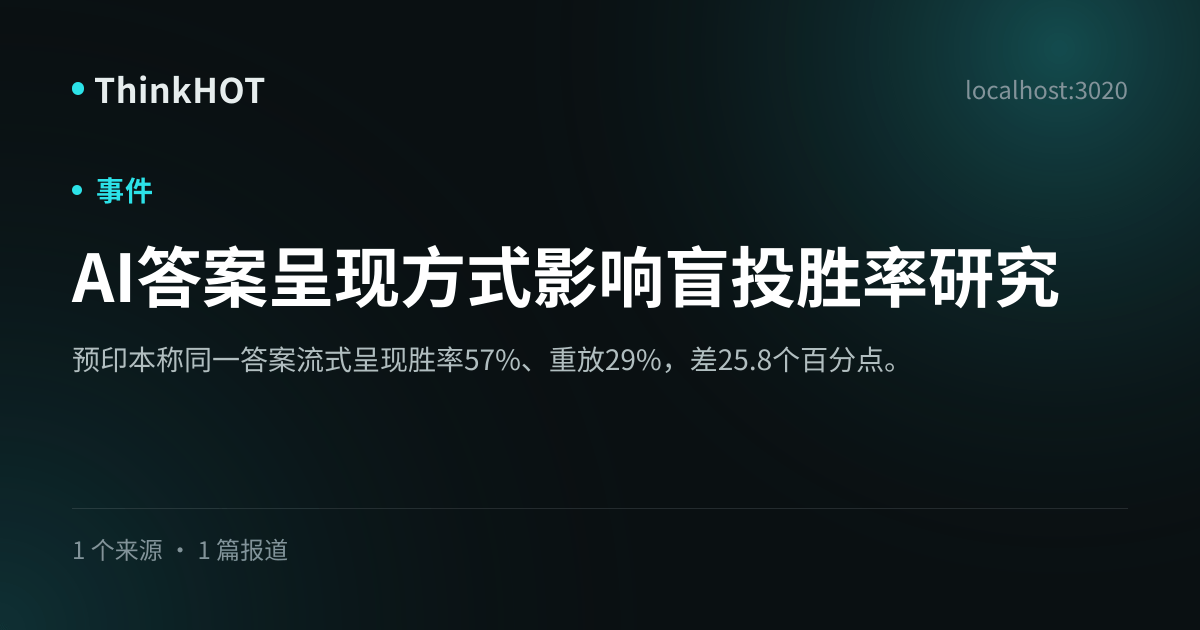 ThinkHOT
localhost:3020
事件
AI答案呈现方式影响盲投胜率研究
预印本称同一答案流式呈现胜率57%、重放29%，差25.8个百分点。
1 个来源 · 1 篇报道